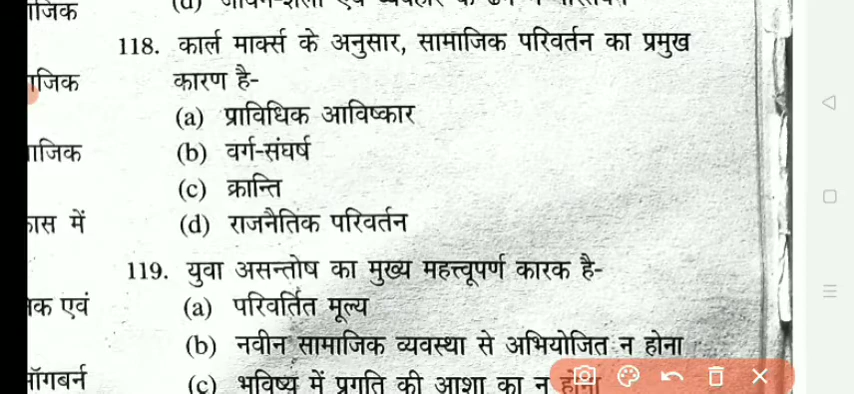 118. कार्ल मार्क्स के अनुसार, सामाजिक परिवर्तन का प्रमुख
कारण है-
(a) प्राविधिक आविष्कार
(b) वर्ग-संघर्ष
(c) क्रान्ति
(d) राजनैतिक परिवर्तन
119. युवा असन्तोष का मुख्य महत्त्वपूर्ण कारक है-
(a) परिवर्तित मूल्य
(b) नवीन सामाजिक व्यवस्था से अभियोजित न होना
(c) भविष्य में प्रगति की आशा का न होना